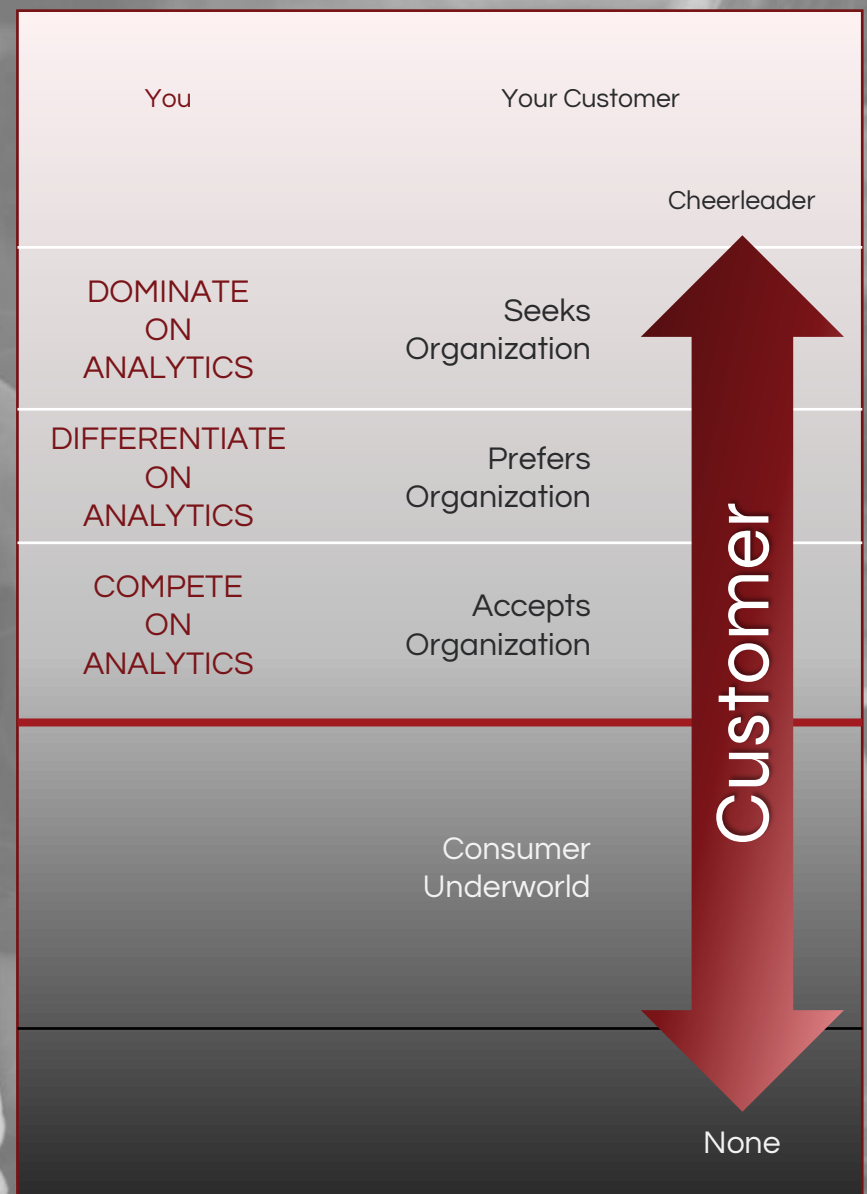 You
Your Customer
Cheerleader
DOMINATE
ON
ANALYTICS
Seeks
Organization
DIFFERENTIATE
ON
ANALYTICS
Prefers
Organization
COMPETE
ON
ANALYTICS
Accepts
Organization
Customer
Consumer
Underworld
None